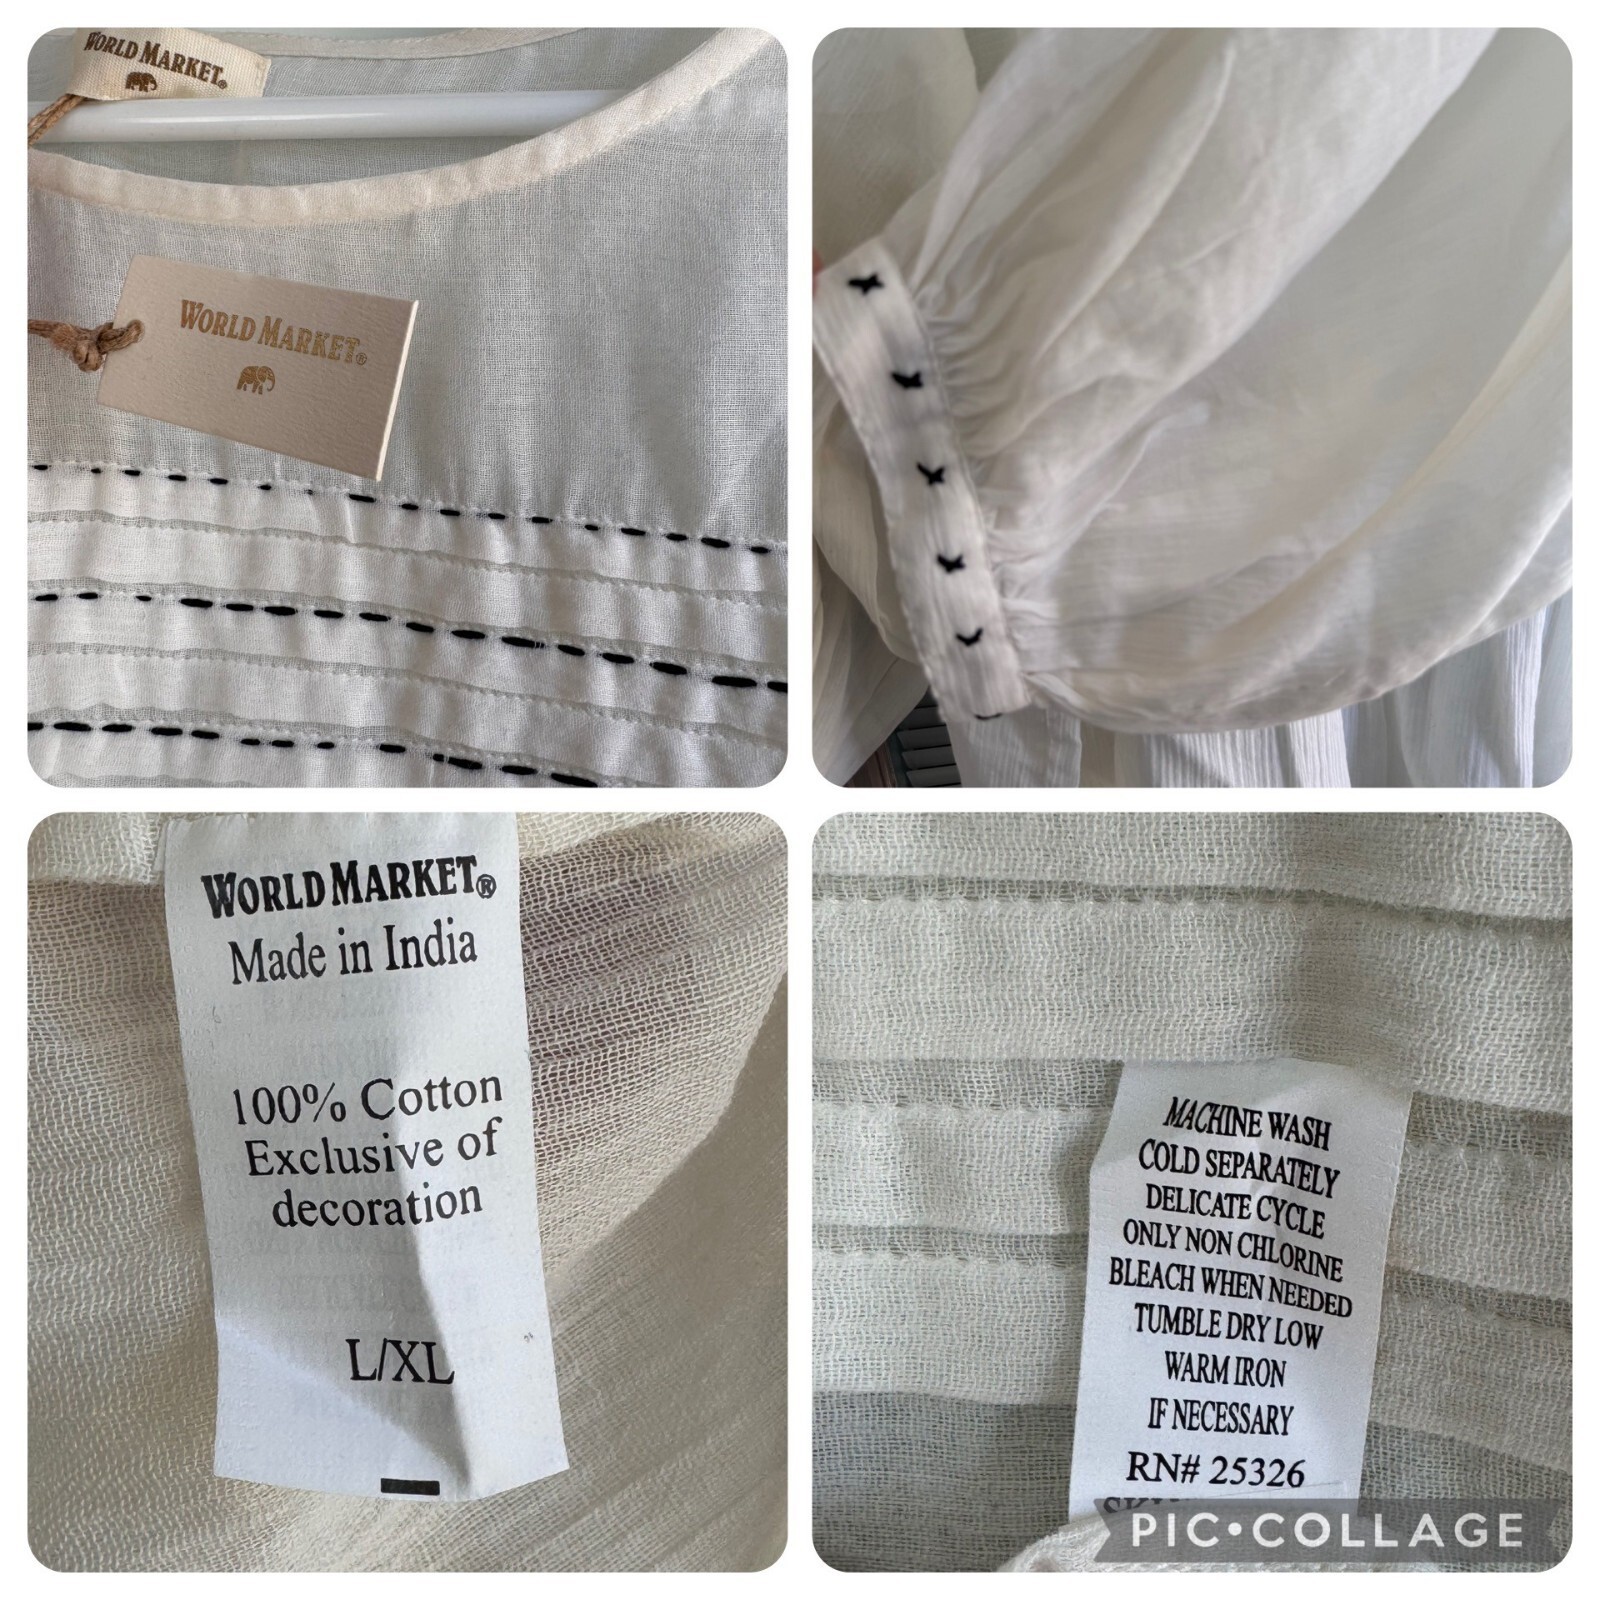 WORLD MARKET®
WORLD MARKET®
WORLD MARKET®
Made in India
100% Cotton
Exclusive of
decoration
L/XL
MACHINE WASH
COLD SEPARATELY
DELICATE CYCLE
ONLY NON CHLORINE
BLEACH WHEN NEEDED
TUMBLE DRY LOW
WARM IRON
IF NECESSARY
RN# 25326
PIC•COLLAGE